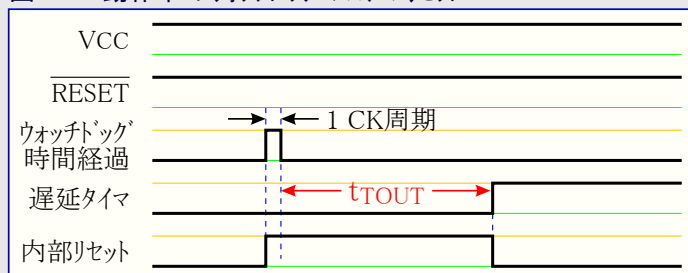 VCC
RESET
1 CK周期
ウォッチドッグ
時間経過
遅延タイマ
tTOUT
内部リセット